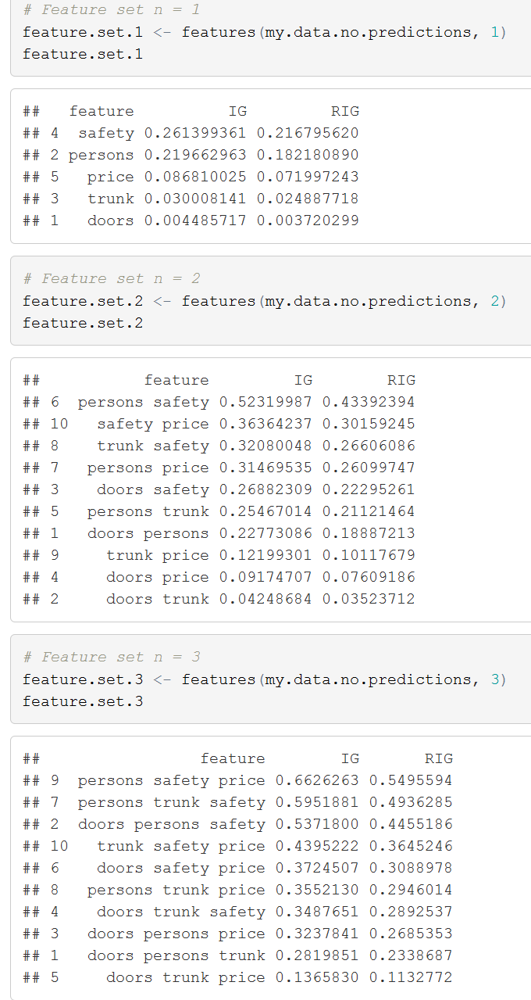 # Feature set n = 1
feature.set.1 <- features(my.data.no.predictions, 1)
feature.set.1
##   feature          IG         RIG
## 4  safety 0.261399361 0.216795620
## 2 persons 0.219662963 0.182180890
## 5   price 0.086810025 0.071997243
## 3   trunk 0.030008141 0.024887718
## 1   doors 0.004485717 0.003720299
# Feature set n = 2
feature.set.2 <- features(my.data.no.predictions, 2)
feature.set.2
##           feature         IG        RIG
## 6  persons safety 0.52319987 0.43392394
## 10   safety price 0.36364237 0.30159245
## 8    trunk safety 0.32080048 0.26606086
## 7   persons price 0.31469535 0.26099747
## 3    doors safety 0.26882309 0.22295261
## 5   persons trunk 0.25467014 0.21121464
## 1   doors persons 0.22773086 0.18887213
## 9     trunk price 0.12199301 0.10117679
## 4     doors price 0.09174707 0.07609186
## 2     doors trunk 0.04248684 0.03523712
# Feature set n = 3
feature.set.3 <- features(my.data.no.predictions, 3)
feature.set.3
##                 feature        IG       RIG
## 9  persons safety price 0.6626263 0.5495594
## 7  persons trunk safety 0.5951881 0.4936285
## 2  doors persons safety 0.5371800 0.4455186
## 10   trunk safety price 0.4395222 0.3645246
## 6    doors safety price 0.3724507 0.3088978
## 8   persons trunk price 0.3552130 0.2946014
## 4    doors trunk safety 0.3487651 0.2892537
## 3   doors persons price 0.3237841 0.2685353
## 1   doors persons trunk 0.2819851 0.2338687
## 5     doors trunk price 0.1365830 0.1132772